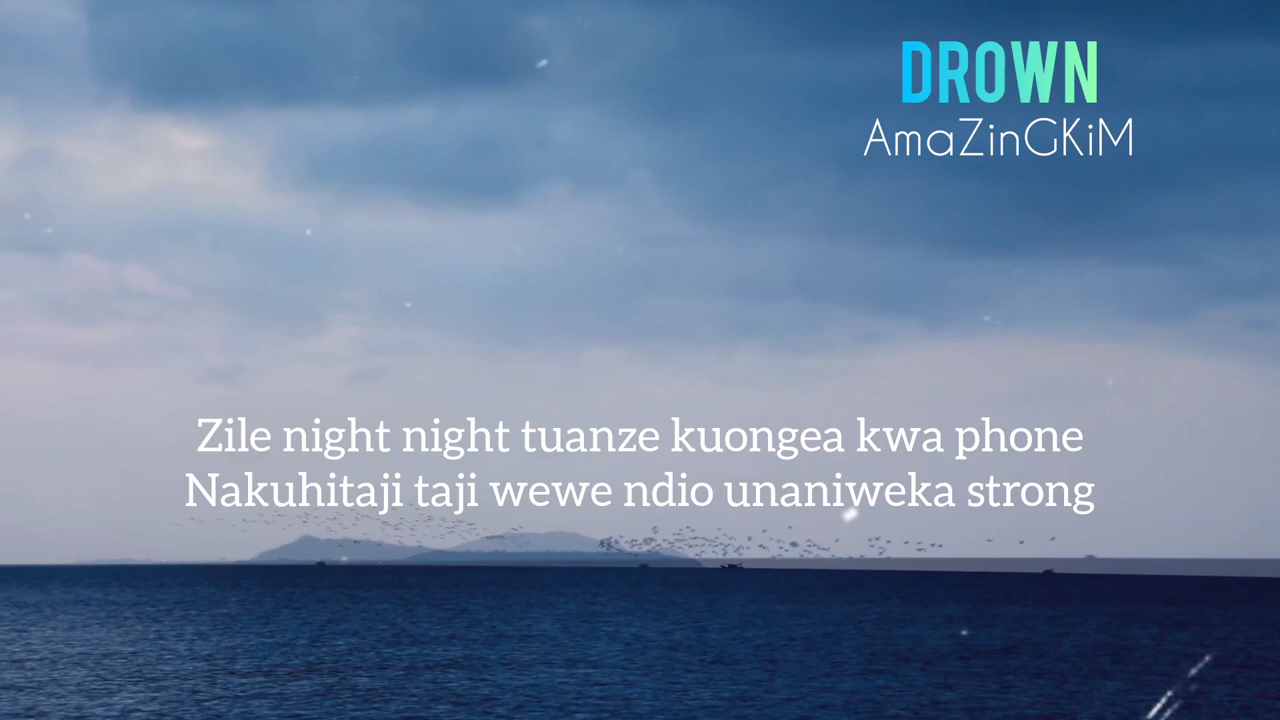 DROWN
AmaZinGKiM
Zile night night tuanze kuongea kwa phone
Nakuhitaji taji wewe ndio unaniweka strong